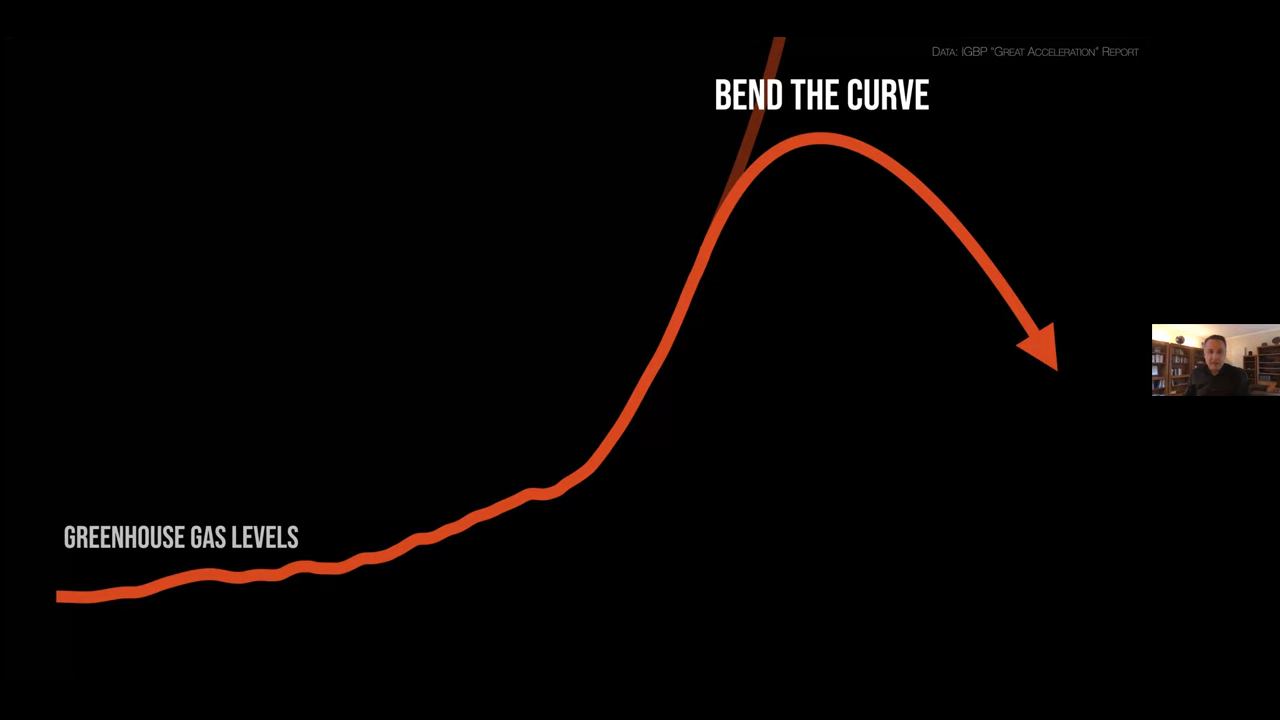 DATA: IGBP "GREAT ACCELERATION" REPORT
BEND THE CURVE
GREENHOUSE GAS LEVELS